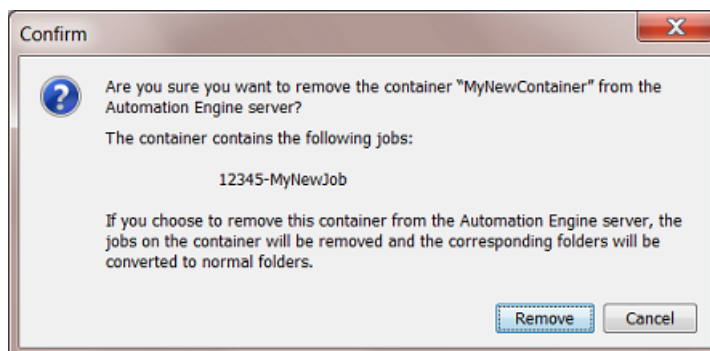 Confirm
Are you sure you want to remove the container "MyNewContainer" from the
Automation Engine server?
The container contains the following jobs:
12345-MyNewJob
If you choose to remove this container from the Automation Engine server, the
jobs on the container will be removed and the corresponding folders will be
converted to normal folders.
Remove Cancel